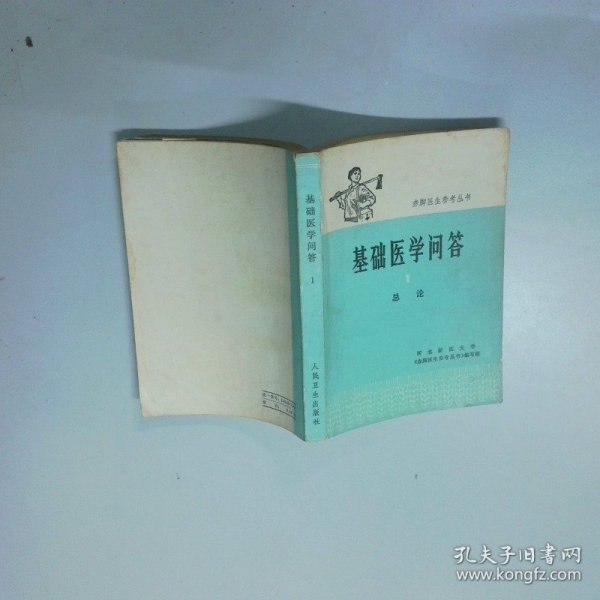 赤脚医生参考丛书
基础医学问答
1
总论
河北新医大学
《赤脚医生参考丛书》编写组
基础医学问答
1
人民卫生出版社
孔夫子旧书网
www.kongfz.com